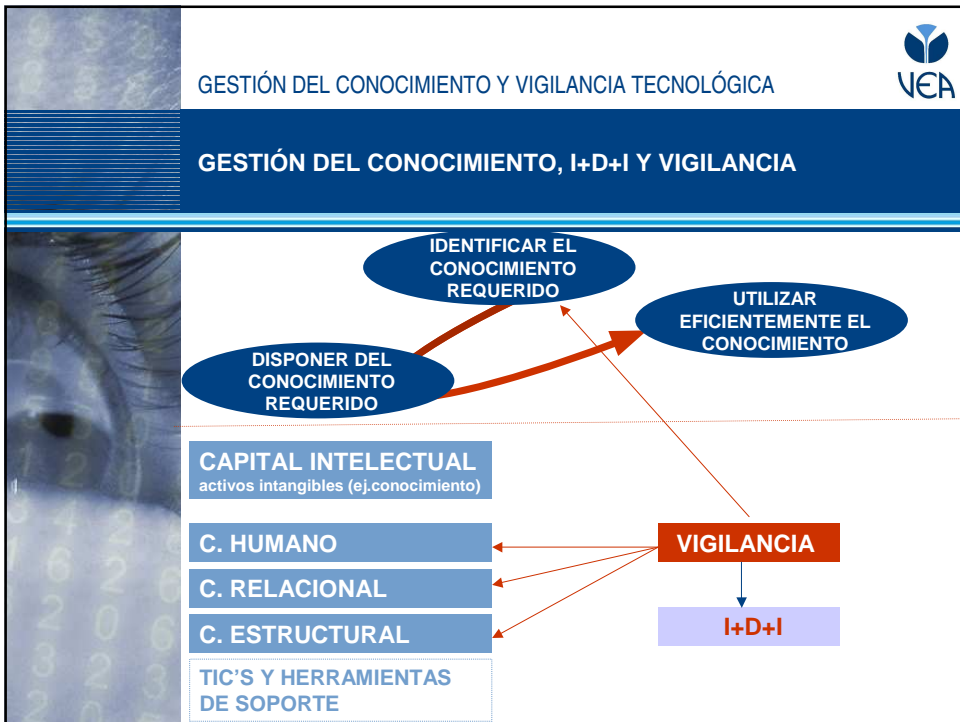 GESTIÓN DEL CONOCIMIENTO Y VIGILANCIA TECNOLÓGICA
VEA
GESTIÓN DEL CONOCIMIENTO, I+D+I Y VIGILANCIA
IDENTIFICAR EL
CONOCIMIENTO
REQUERIDO
UTILIZAR
EFICIENTEMENTE EL
CONOCIMIENTO
DISPONER DEL
CONOCIMIENTO
REQUERIDO
CAPITAL INTELECTUAL
activos intangibles (ej.conocimiento)
C. HUMANO
VIGILANCIA
C. RELACIONAL
C. ESTRUCTURAL
I+D+I
TIC'S Y HERRAMIENTAS
DE SOPORTE